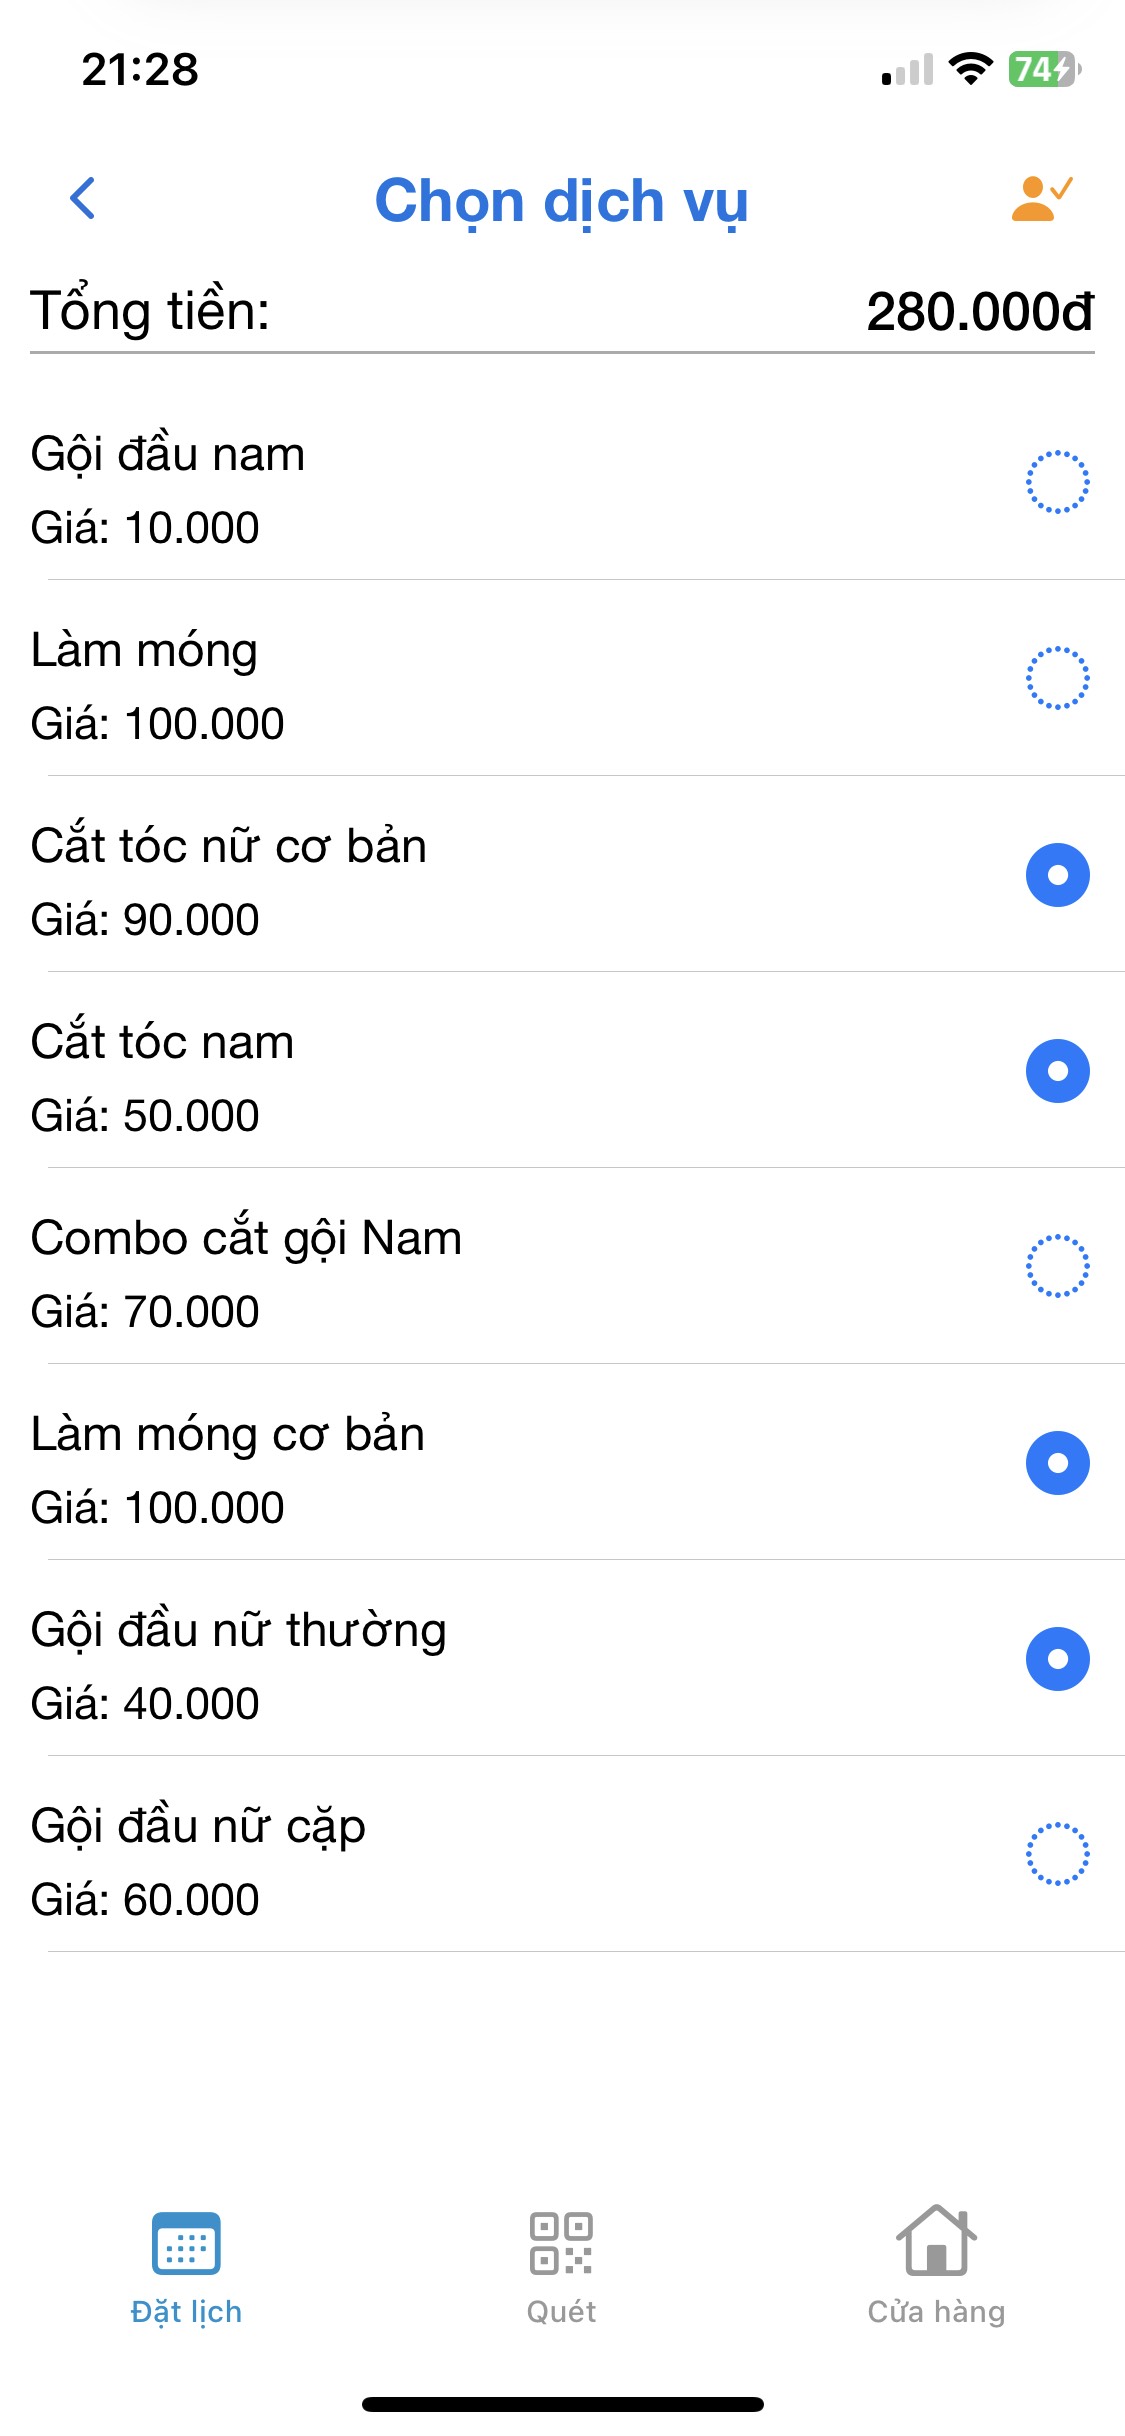 21:28
74
Chọn dịch vụ
Tổng tiền: 280.000đ
Gội đầu nam
Giá: 10.000
Làm móng
Giá: 100.000
Cắt tóc nữ cơ bản
Giá: 90.000
Cắt tóc nam
Giá: 50.000
Combo cắt gội Nam
Giá: 70.000
Làm móng cơ bản
Giá: 100.000
Gội đầu nữ thường
Giá: 40.000
Gội đầu nữ cặp
Giá: 60.000
Đặt lịch Quét Cửa hàng